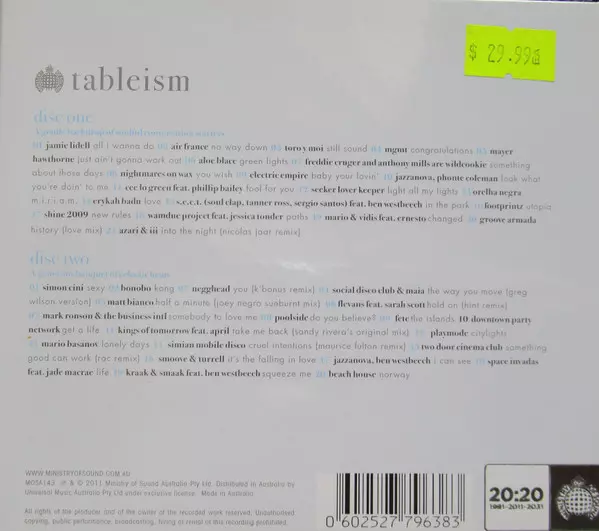 $ 29.99
tableism
disc one
01 jamie lidell all i wanna do 02 air france no way down 03 toro y moi still sound 04 mgmt congratulations 05 mayer
hawthorne just ain't gonna work out 06 aloe blacc green lights 07 freddie cruger and anthony mills are wildcookie something
about those days 08 nightmares on wax you wish 09 electric empire baby your lovin' 10 jazzanova, phonte coleman look what
you're doin' to me 11 cee lo green feat. phillip bailey fool for you 12 seeker lover keeper light all my lights 13 orelha negra
m.i.r.i.a.m. 14 erykah badu love 15 s.e.c.t. (soul clap, tanner ross, sergio santos) feat. ben westbeech in the park 16 footprintz utopia
17 shine 2009 new rules 18 wamdue project feat. jessica tonder paths 19 mario & vidis feat. ernesto changed 20 groove armada
history (love mix) 21 azari & iii into the night (nicolas jaar remix)
disc two
01 simon cini sexy 02 bonobo kong 03 negghead you (k'bonus remix) 04 social disco club & maia the way you move (greg
wilson version) 05 matt bianco half a minute (joey negro sunburnt mix) 06 flevans feat. sarah scott hold on (hint remix)
07 mark ronson & the business intl somebody to love me 08 poolside do you believe? 09 fete the islands 10 downtown party
network get a life 11 kings of tomorrow feat. april take me back (sandy rivera's original mix) 12 playmode citylights
13 mario basanov lonely days 14 simian mobile disco cruel intentions (maurice fulton remix) 15 two door cinema club something
good can work (rac remix) 16 smoove & turrell it's the falling in love 17 jazzanova, ben westbeech i can see 18 space invadas
feat. jade macrae life 19 kraak & smaak feat. ben westbeech squeeze me 20 beach house norway
WWW.MINISTRYOFSOUND.COM.AU
MOSA143 ℗ & © 2011 Ministry of Sound Australia Pty Ltd. Distributed in Australia by
Universal Music Australia Pty Ltd under exclusive license. Made in Australia
All rights of the producer and of the owner of the recorded work reserved. Unauthorised
copying, public performance, broadcasting, hiring or rental of this recording prohibited.
0 602527 796383
20:20
1991-2011-2031